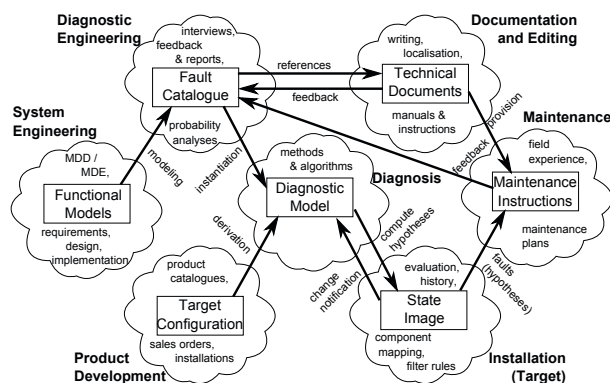 Diagnostic
Engineering
interviews,
feedback
& reports,
Fault
Catalogue
probability
analyses
references
feedback
Documentation
and Editing
writing,
localisation,
Technical
Documents
manuals &
instructions
provision
System
Engineering
MDD /
MDE,
Functional
Models
requirements,
design,
implementation
modeling
instantiation
methods
& algorithms
Diagnostic
Model
Diagnosis
feedback
Maintenance
field
experience,
Maintenance
Instructions
maintenance
plans
derivation
compute
hypotheses
change
notification
faults
(hypotheses)
product
catalogues,
Target
Configuration
sales orders,
installations
Product
Development
evaluation,
history,
State
Image
component
mapping,
filter rules
Installation
(Target)